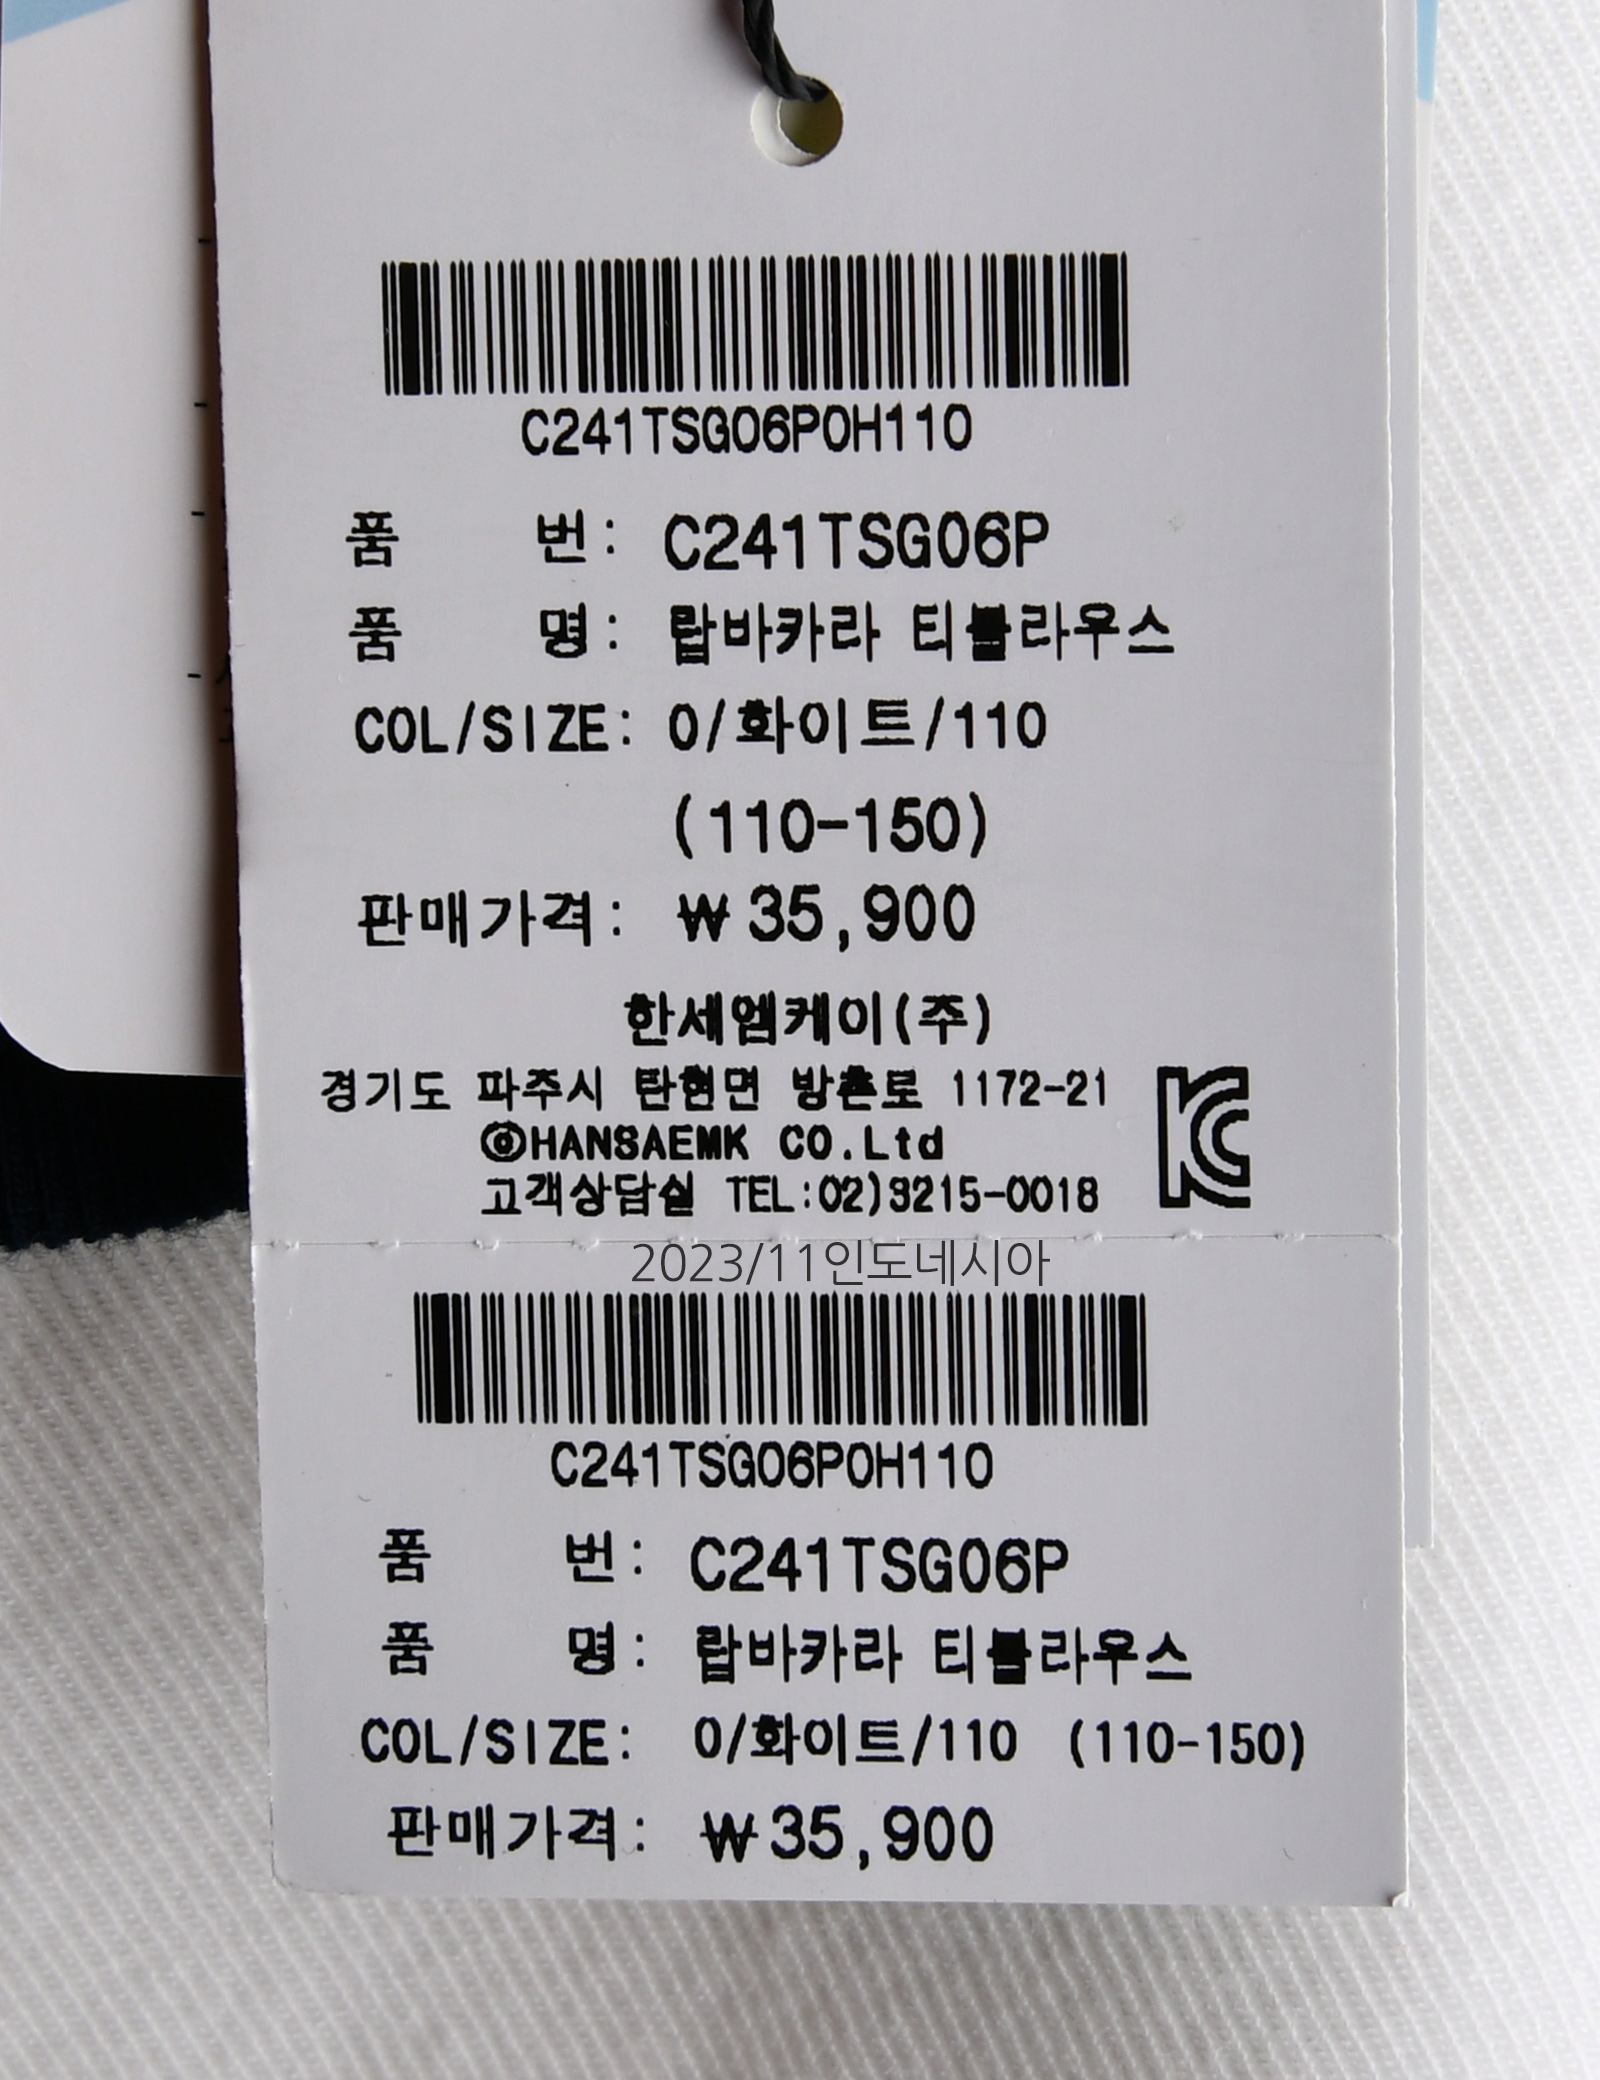 C241TSG06P0H110
품 번: C241TSG06P
품 명: 랍바카라 티블라우스
COL/SIZE: 0/화이트/110
(110-150)
판매가격: ₩35,900
한세엠케이(주)
경기도 파주시 탄현면 방촌로 1172-21
ⓒHANSAEMK CO.Ltd
고객상담실 TEL:02)3215-0018
2023/11인도네시아
C241TSG06P0H110
품 번: C241TSG06P
품 명: 랍바카라 티블라우스
COL/SIZE: 0/화이트/110 (110-150)
판매가격: ₩35,900